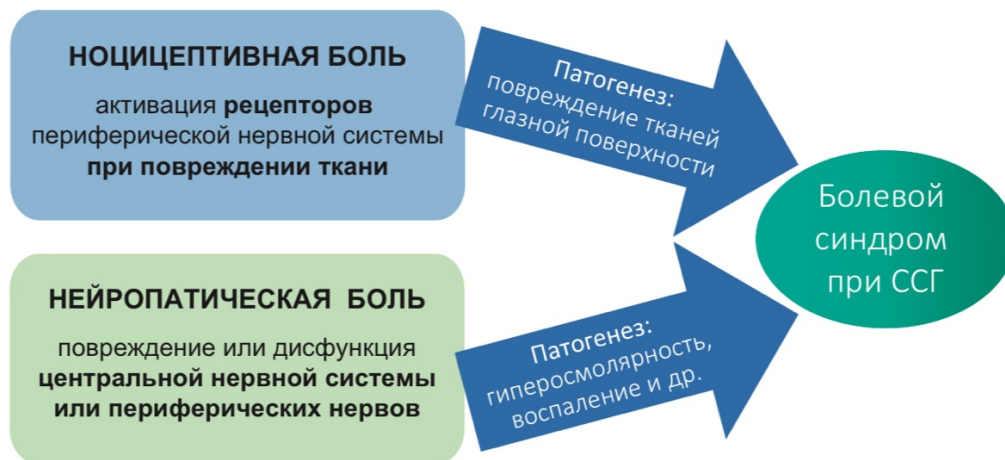 НОЦИЦЕПТИВНАЯ БОЛЬ
активация рецепторов
периферической нервной системы
при повреждении ткани
Патогенез:
повреждение тканей
глазной поверхности
НЕЙРОПАТИЧЕСКАЯ БОЛЬ
повреждение или дисфункция
центральной нервной системы
или периферических нервов
Патогенез:
гиперосмолярность,
воспаление и др.
Болевой
синдром
при ССГ